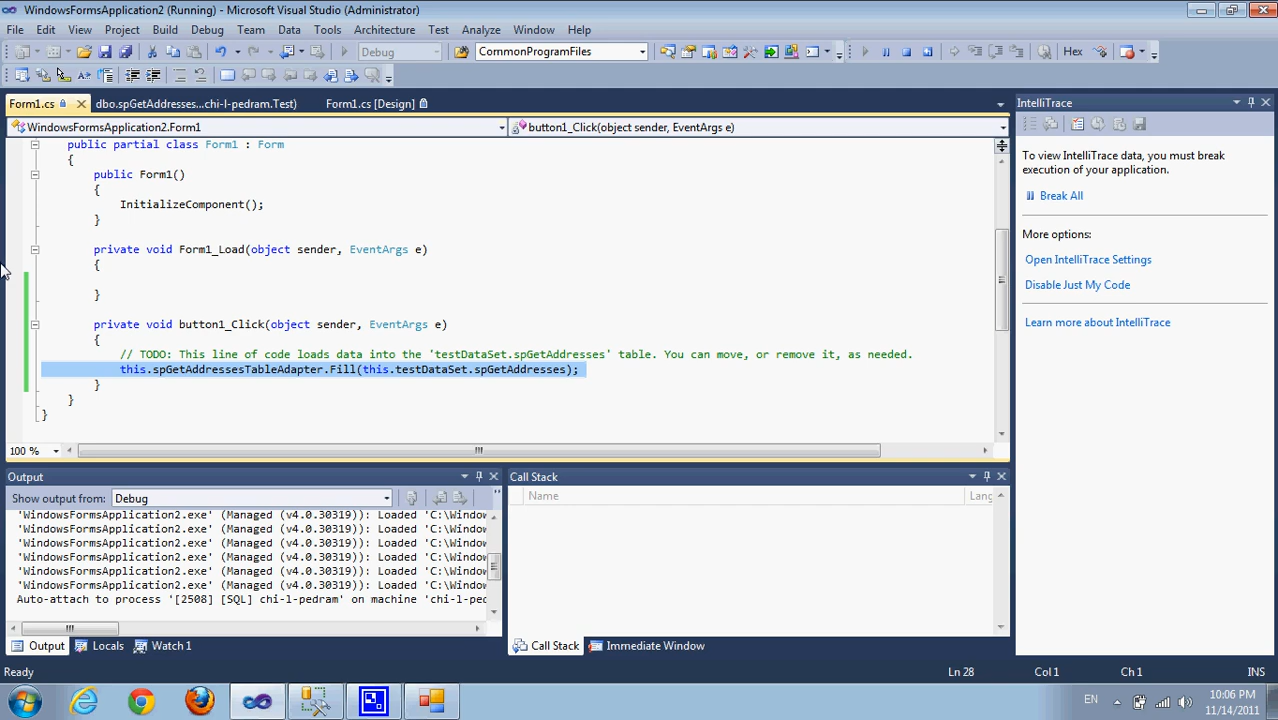 WindowsFormsApplication2 (Running) - Microsoft Visual Studio (Administrator)
File Edit View Project Build Debug Team Data Tools Architecture Test Analyze Window Help
Debug CommonProgramFiles Hex
Form1.cs dbo.spGetAddresses...chi-l-pedram.Test) Form1.cs [Design] IntelliTrace
WindowsFormsApplication2.Form1 button1_Click(object sender, EventArgs e)
public partial class Form1 : Form
{
public Form1()
{
InitializeComponent();
}
private void Form1_Load(object sender, EventArgs e)
{
}
private void button1_Click(object sender, EventArgs e)
{
// TODO: This line of code loads data into the 'testDataSet.spGetAddresses' table. You can move, or remove it, as needed.
this.spGetAddressesTableAdapter.Fill(this.testDataSet.spGetAddresses);
}
}
}
100 %
To view IntelliTrace data, you must break
execution of your application.
Break All
More options:
Open IntelliTrace Settings
Disable Just My Code
Learn more about IntelliTrace
Output
Show output from: Debug
'WindowsFormsApplication2.exe' (Managed (v4.0.30319)): Loaded 'C:\Window
'WindowsFormsApplication2.exe' (Managed (v4.0.30319)): Loaded 'C:\Window
'WindowsFormsApplication2.exe' (Managed (v4.0.30319)): Loaded 'C:\Window
'WindowsFormsApplication2.exe' (Managed (v4.0.30319)): Loaded 'C:\Window
'WindowsFormsApplication2.exe' (Managed (v4.0.30319)): Loaded 'C:\Window
'WindowsFormsApplication2.exe' (Managed (v4.0.30319)): Loaded 'C:\Window
Auto-attach to process '[2508] [SQL] chi-l-pedram' on machine 'chi-l-ped
Output Locals Watch 1
Call Stack
Name Lang
Call Stack Immediate Window
Ready Ln 28 Col 1 Ch 1 INS
EN 10:06 PM
11/14/2011